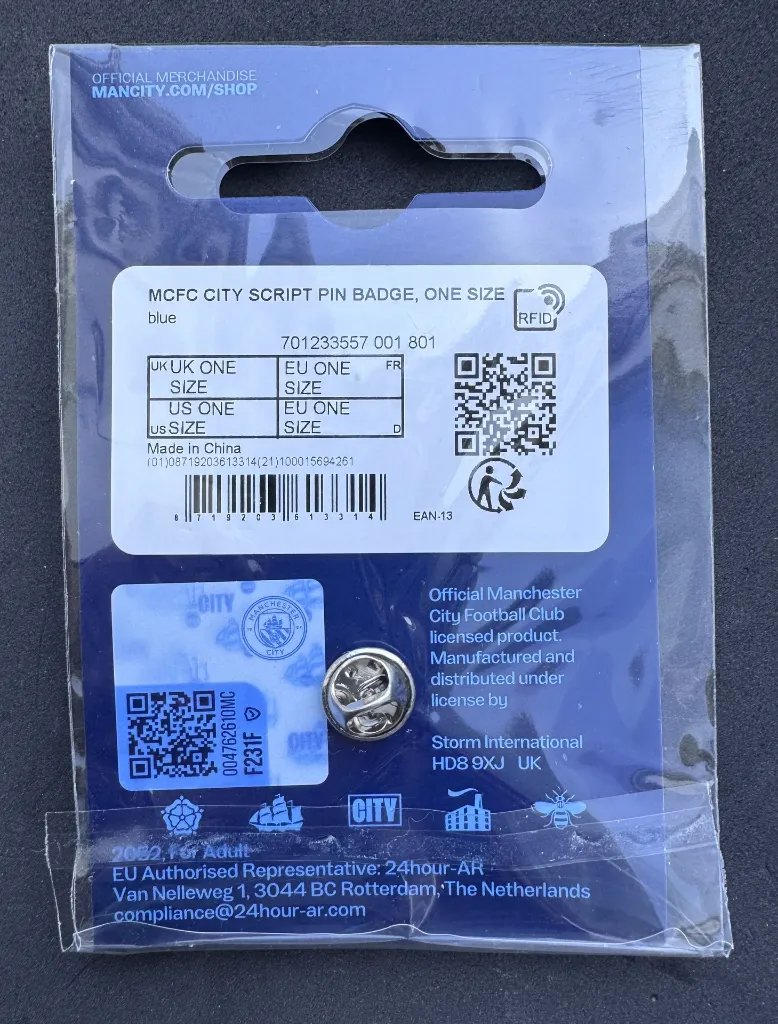 OFFICIAL MERCHANDISE
MANCITY.COM/SHOP
MCFC CITY SCRIPT PIN BADGE, ONE SIZE
blue
RFID
701233557 001 801
UK UK ONE SIZE
EU ONE SIZE FR
US US ONE SIZE
EU ONE SIZE D
Made in China
(01)08719203613314(21)100015694261
8 719203 613314
EAN-13
CITY
MANCHESTER
CITY
004762610MC
F231F
CITY
Official Manchester
City Football Club
licensed product.
Manufactured and
distributed under
license by
Storm International
HD8 9XJ UK
CITY
2052, For Adult
EU Authorised Representative: 24hour-AR
Van Nelleweg 1, 3044 BC Rotterdam, The Netherlands
compliance@24hour-ar.com